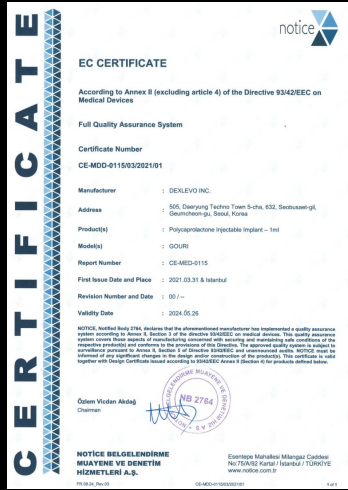 CERTIFICATE
notice
EC CERTIFICATE
According to Annex II (excluding article 4) of the Directive 93/42/EEC on
Medical Devices
Full Quality Assurance System
Certificate Number
CE-MDD-0115/03/2021/01
Manufacturer : DEXLEVO INC.
Address : 505, Daeryung Techno Town 5-cha, 632, Seobusaet-gil,
Geumcheon-gu, Seoul, Korea
Product(s) : Polycaprolactone Injectable Implant – 1ml
Model(s) : GOURI
Report Number : CE-MED-0115
First Issue Date and Place : 2021.03.31 & Istanbul
Revision Number and Date : 00 / –
Validity Date : 2024.05.26
NOTICE, Notified Body 2764, declares that the aforementioned manufacturer has implemented a quality assurance
system according to Annex II, Section 3 of the Directive 93/42/EEC on medical devices. This quality assurance
system covers those aspects of manufacturing concerned with securing and maintaining safe conditions of the
respective product(s) and conforms to the provisions of this Directive. The approved quality system is subject to
surveillance pursuant to Annex II, Section 5 of Directive 93/42/EEC and unannounced audits. NOTICE must be
informed of any significant changes in the design and/or construction of the product(s). This certificate is valid
together with Design Certificate issued according to 93/42/EEC Annex II (Section 4) for products defined below.
Özlem Vicdan Akdağ
Chairman
NB 2764
NOTICE BELGELENDİRME
MUAYENE VE DENETİM
HİZMETLERİ A.Ş.
Esentepe Mahallesi Milangaz Caddesi
No:75/A/92 Kartal / İstanbul / TÜRKİYE
www.notice.com.tr
FR.09.24_Rev.03
CE-MDD-0115/03/2021/01
1 of 5